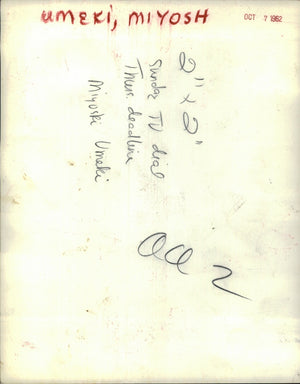 UMEKI, MIYOSH
OCT 7 1962
2" x 2"
Sunday TV dial
Thurs. deadline
Miyoshi Umeki